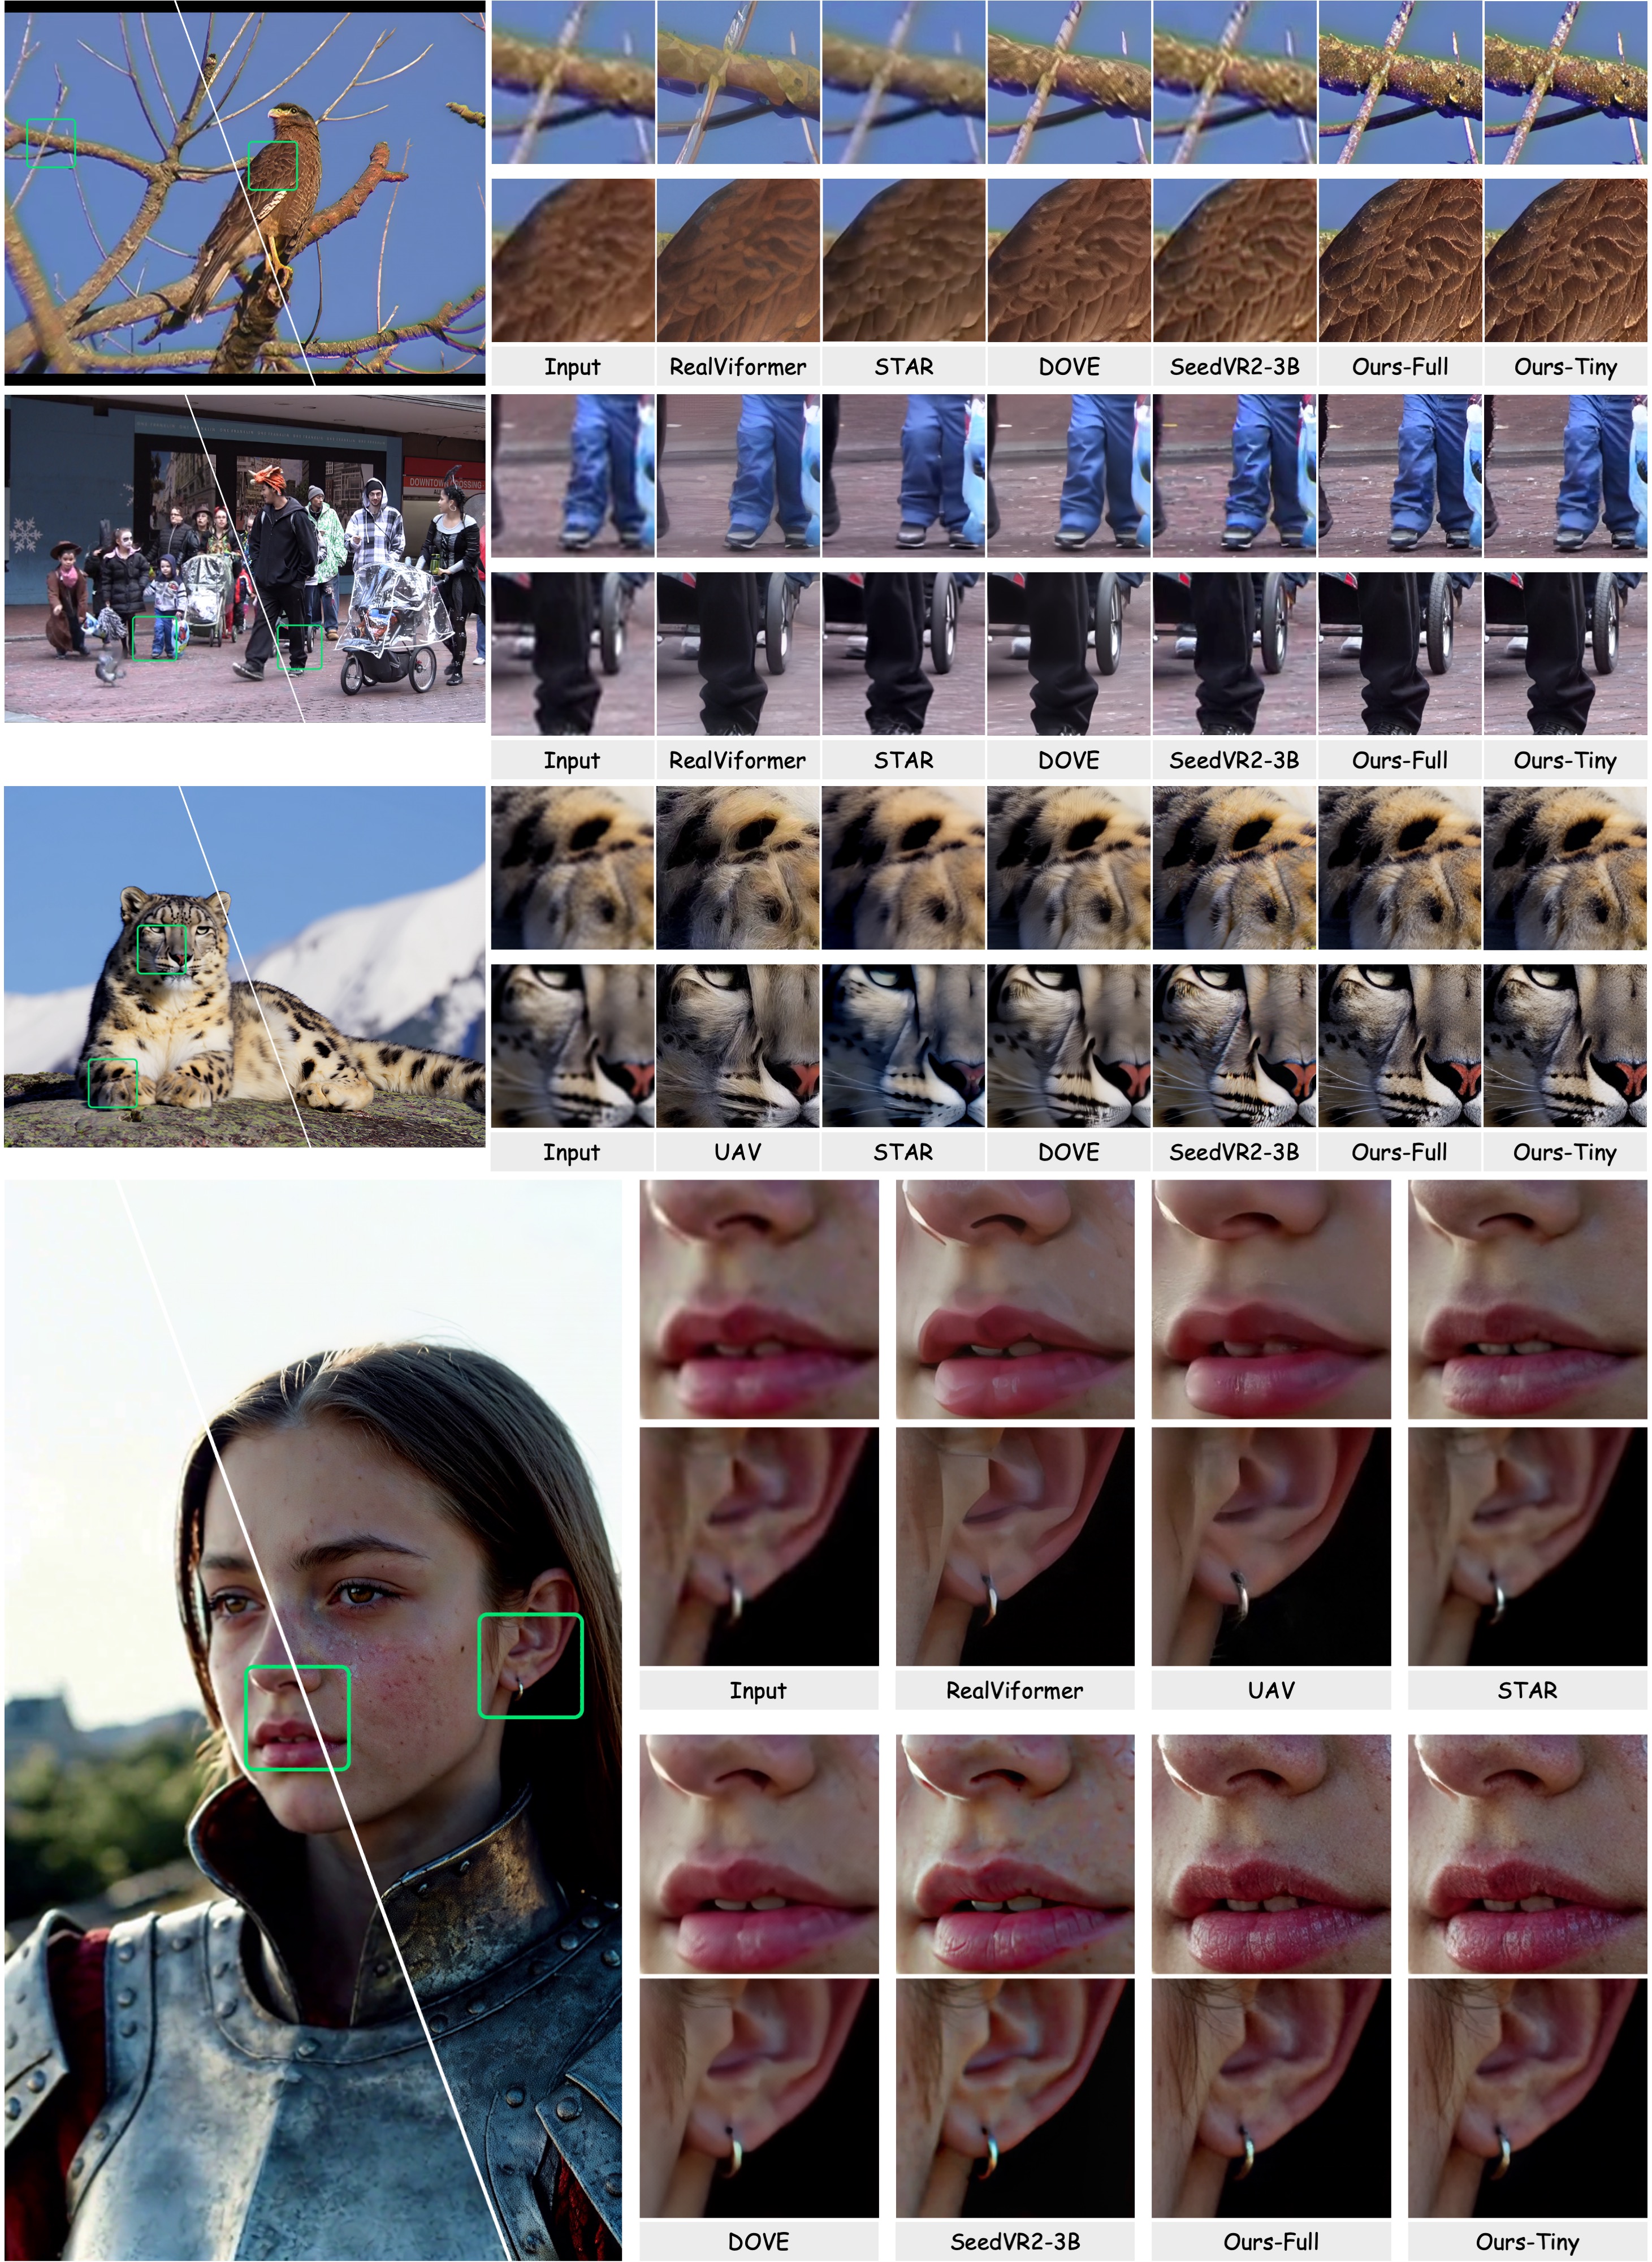 Input RealViformer STAR DOVE SeedVR2-3B Ours-Full Ours-Tiny
DOWNTOWN CROSSING
Input RealViformer STAR DOVE SeedVR2-3B Ours-Full Ours-Tiny
Input UAV STAR DOVE SeedVR2-3B Ours-Full Ours-Tiny
Input RealViformer UAV STAR
DOVE SeedVR2-3B Ours-Full Ours-Tiny